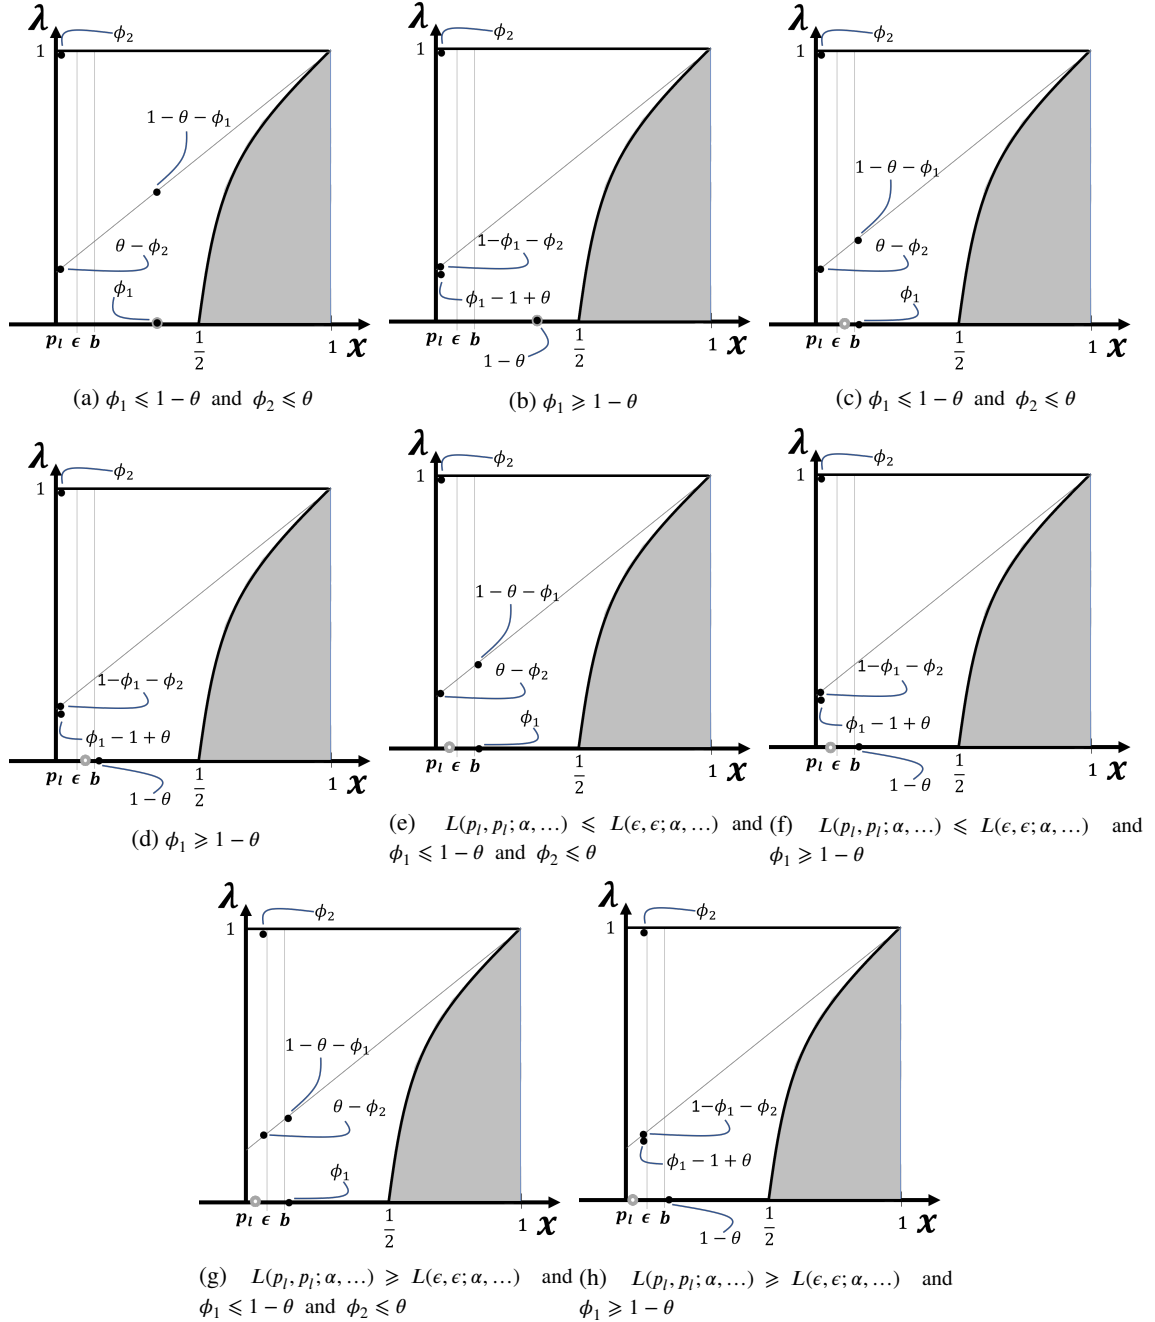 λ
ϕ₂
1
1 − θ − ϕ₁
θ − ϕ₂
ϕ₁
pₗ ϵ b 1/2 1 x
(a) ϕ₁ ⩽ 1 − θ and ϕ₂ ⩽ θ
λ
ϕ₂
1
1−ϕ₁ − ϕ₂
ϕ₁ − 1 + θ
pₗ ϵ b 1/2 1 x
1 − θ
(b) ϕ₁ ⩾ 1 − θ
λ
ϕ₂
1
1 − θ − ϕ₁
θ − ϕ₂
ϕ₁
pₗ ϵ b 1/2 1 x
(c) ϕ₁ ⩽ 1 − θ and ϕ₂ ⩽ θ
λ
ϕ₂
1
1−ϕ₁ − ϕ₂
ϕ₁ − 1 + θ
pₗ ϵ b 1/2 1 x
1 − θ
(d) ϕ₁ ⩾ 1 − θ
λ
ϕ₂
1
1 − θ − ϕ₁
θ − ϕ₂
ϕ₁
pₗ ϵ b 1/2 1 x
(e) L(pₗ, pₗ; α, …) ⩽ L(ϵ, ϵ; α, …) and
ϕ₁ ⩽ 1 − θ and ϕ₂ ⩽ θ
λ
ϕ₂
1
1−ϕ₁ − ϕ₂
ϕ₁ − 1 + θ
pₗ ϵ b 1/2 1 x
1 − θ
(f) L(pₗ, pₗ; α, …) ⩽ L(ϵ, ϵ; α, …) and
ϕ₁ ⩾ 1 − θ
λ
ϕ₂
1
1 − θ − ϕ₁
θ − ϕ₂
ϕ₁
pₗ ϵ b 1/2 1 x
(g) L(pₗ, pₗ; α, …) ⩾ L(ϵ, ϵ; α, …) and
ϕ₁ ⩽ 1 − θ and ϕ₂ ⩽ θ
λ
ϕ₂
1
1−ϕ₁ − ϕ₂
ϕ₁ − 1 + θ
pₗ ϵ b 1/2 1 x
1 − θ
(h) L(pₗ, pₗ; α, …) ⩾ L(ϵ, ϵ; α, …) and
ϕ₁ ⩾ 1 − θ